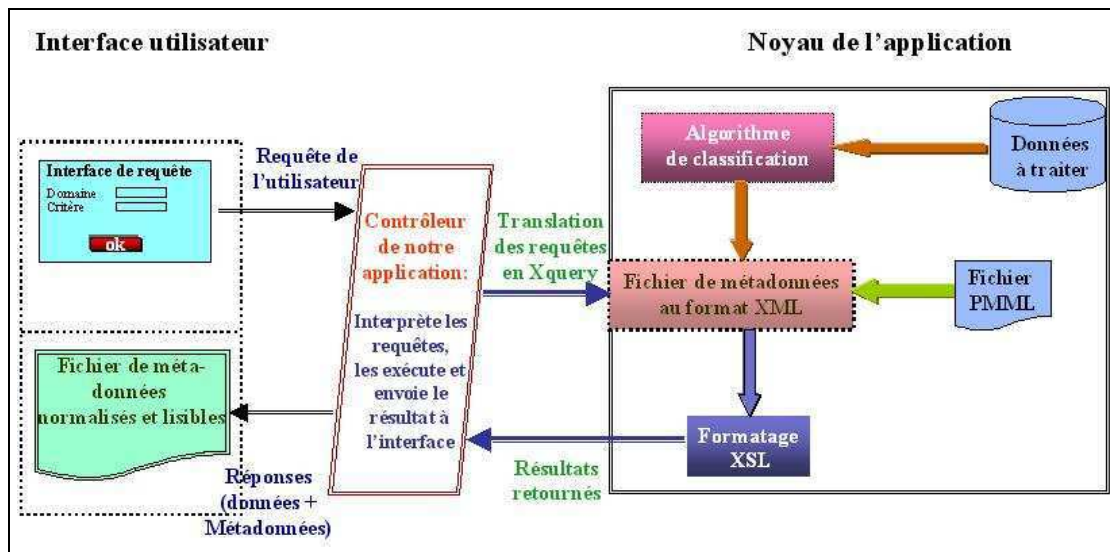 Interface utilisateur
Noyau de l'application
Interface de requête
Domaine
Critère
ok
Requête de
l'utilisateur
Contrôleur
de notre
application:
Interprète les
requêtes,
les exécute et
envoie le
résultat à
l'interface
Translation
des requêtes
en Xquery
Algorithme
de classification
Données
à traiter
Fichier de métadonnées
au format XML
Fichier
PMML
Fichier de méta-
données
normalisés et lisibles
Formatage
XSL
Réponses
(données +
Métadonnées)
Résultats
retournés